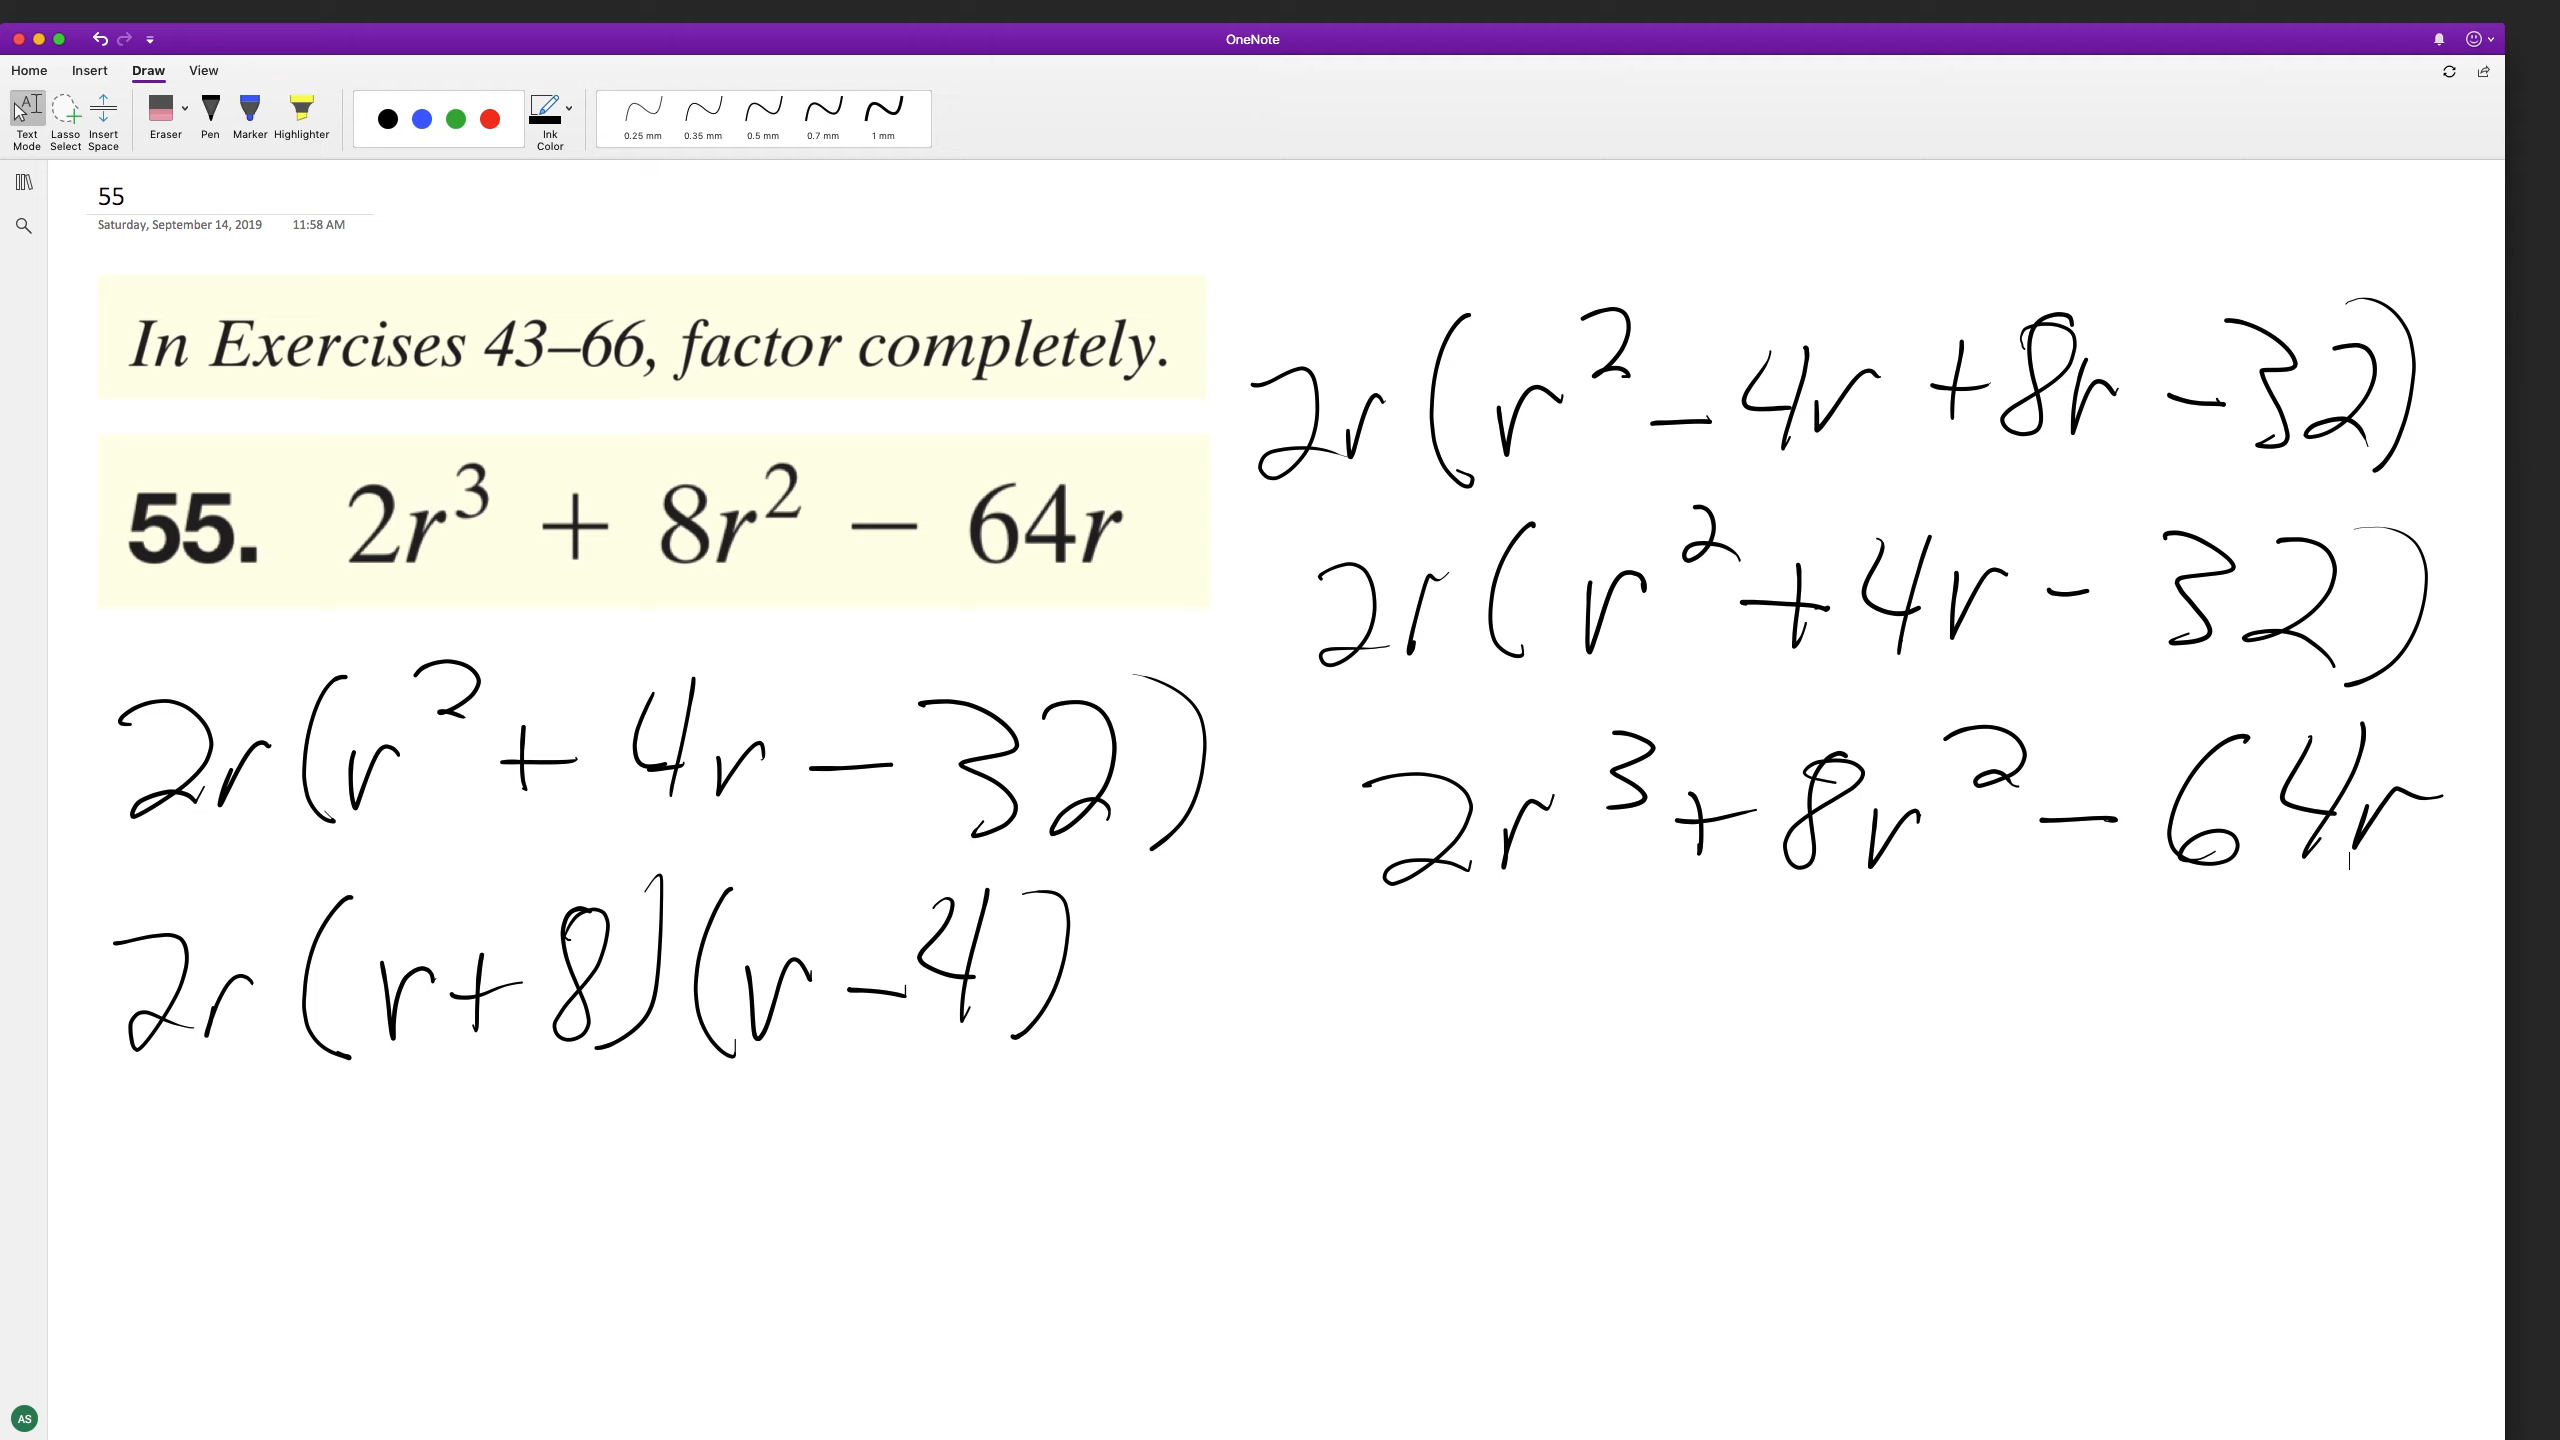 OneNote
Home Insert Draw View
Text Mode Lasso Select Insert Space Eraser Pen Marker Highlighter Ink Color 0.25 mm 0.35 mm 0.5 mm 0.7 mm 1 mm
55
Saturday, September 14, 2019 11:58 AM
In Exercises 43–66, factor completely.
55. 2r³ + 8r² − 64r
2r(r² + 4r − 32)
2r(r+8)(r−4)
2r(r² − 4r + 8r − 32)
2r(r² + 4r − 32)
2r³ + 8r² − 64r
AS